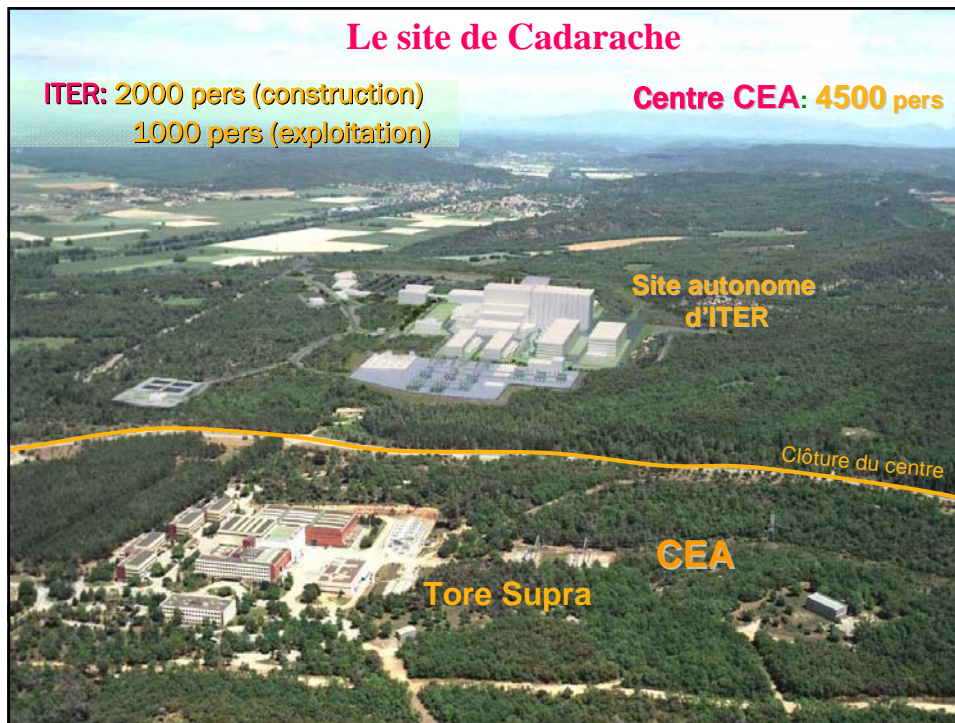 Le site de Cadarache
ITER: 2000 pers (construction)
1000 pers (exploitation)
Centre CEA: 4500 pers
Site autonome
d'ITER
Clôture du centre
CEA
Tore Supra